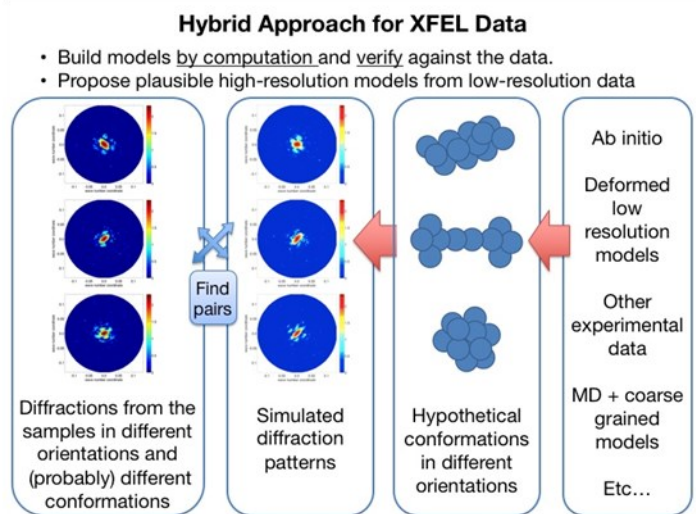 Hybrid Approach for XFEL Data
• Build models by computation and verify against the data.
• Propose plausible high-resolution models from low-resolution data
Find
pairs
Diffractions from the
samples in different
orientations and
(probably) different
conformations
Simulated
diffraction
patterns
Hypothetical
conformations
in different
orientations
Ab initio
Deformed
low
resolution
models
Other
experimental
data
MD + coarse
grained
models
Etc...